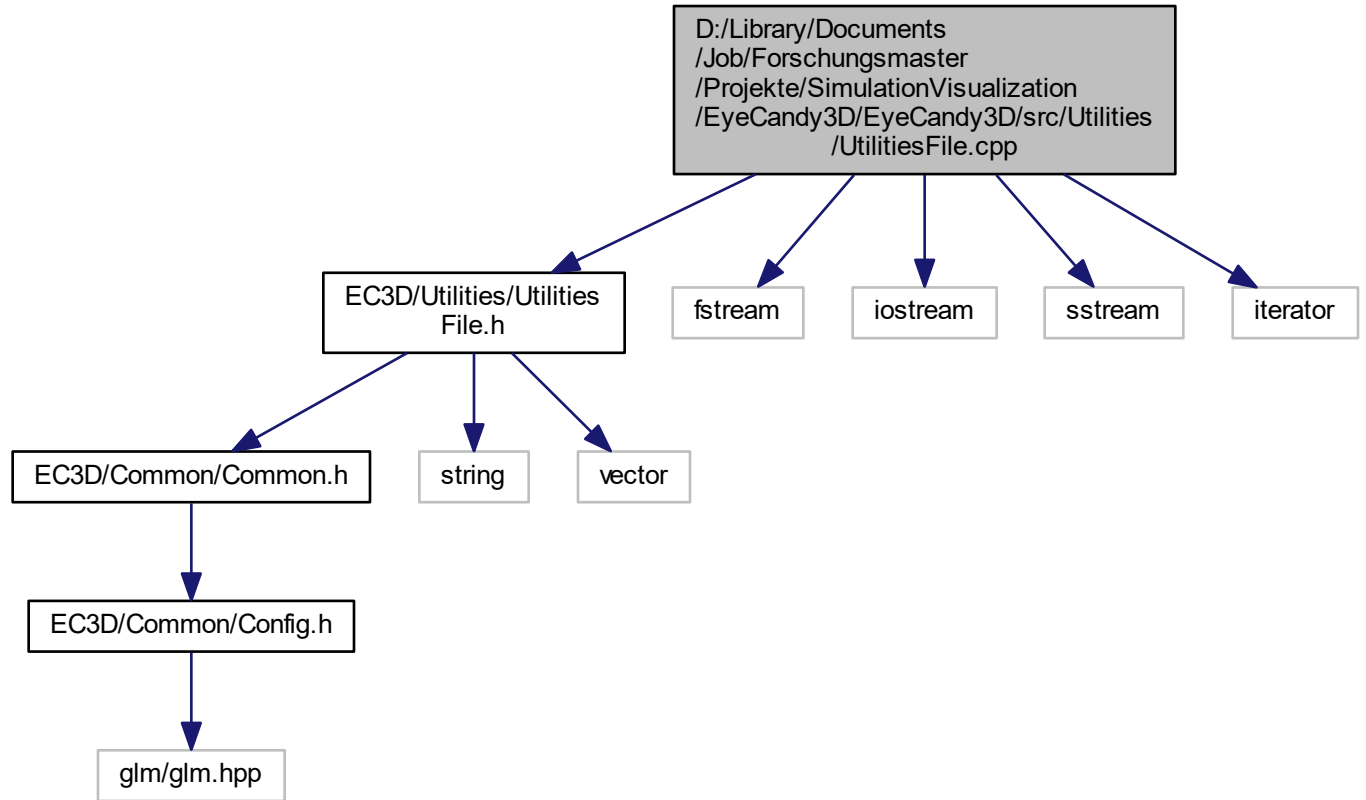 D:/Library/Documents
/Job/Forschungsmaster
/Projekte/SimulationVisualization
/EyeCandy3D/EyeCandy3D/src/Utilities
/UtilitiesFile.cpp
EC3D/Utilities/Utilities
File.h
fstream
iostream
sstream
iterator
EC3D/Common/Common.h
string
vector
EC3D/Common/Config.h
glm/glm.hpp